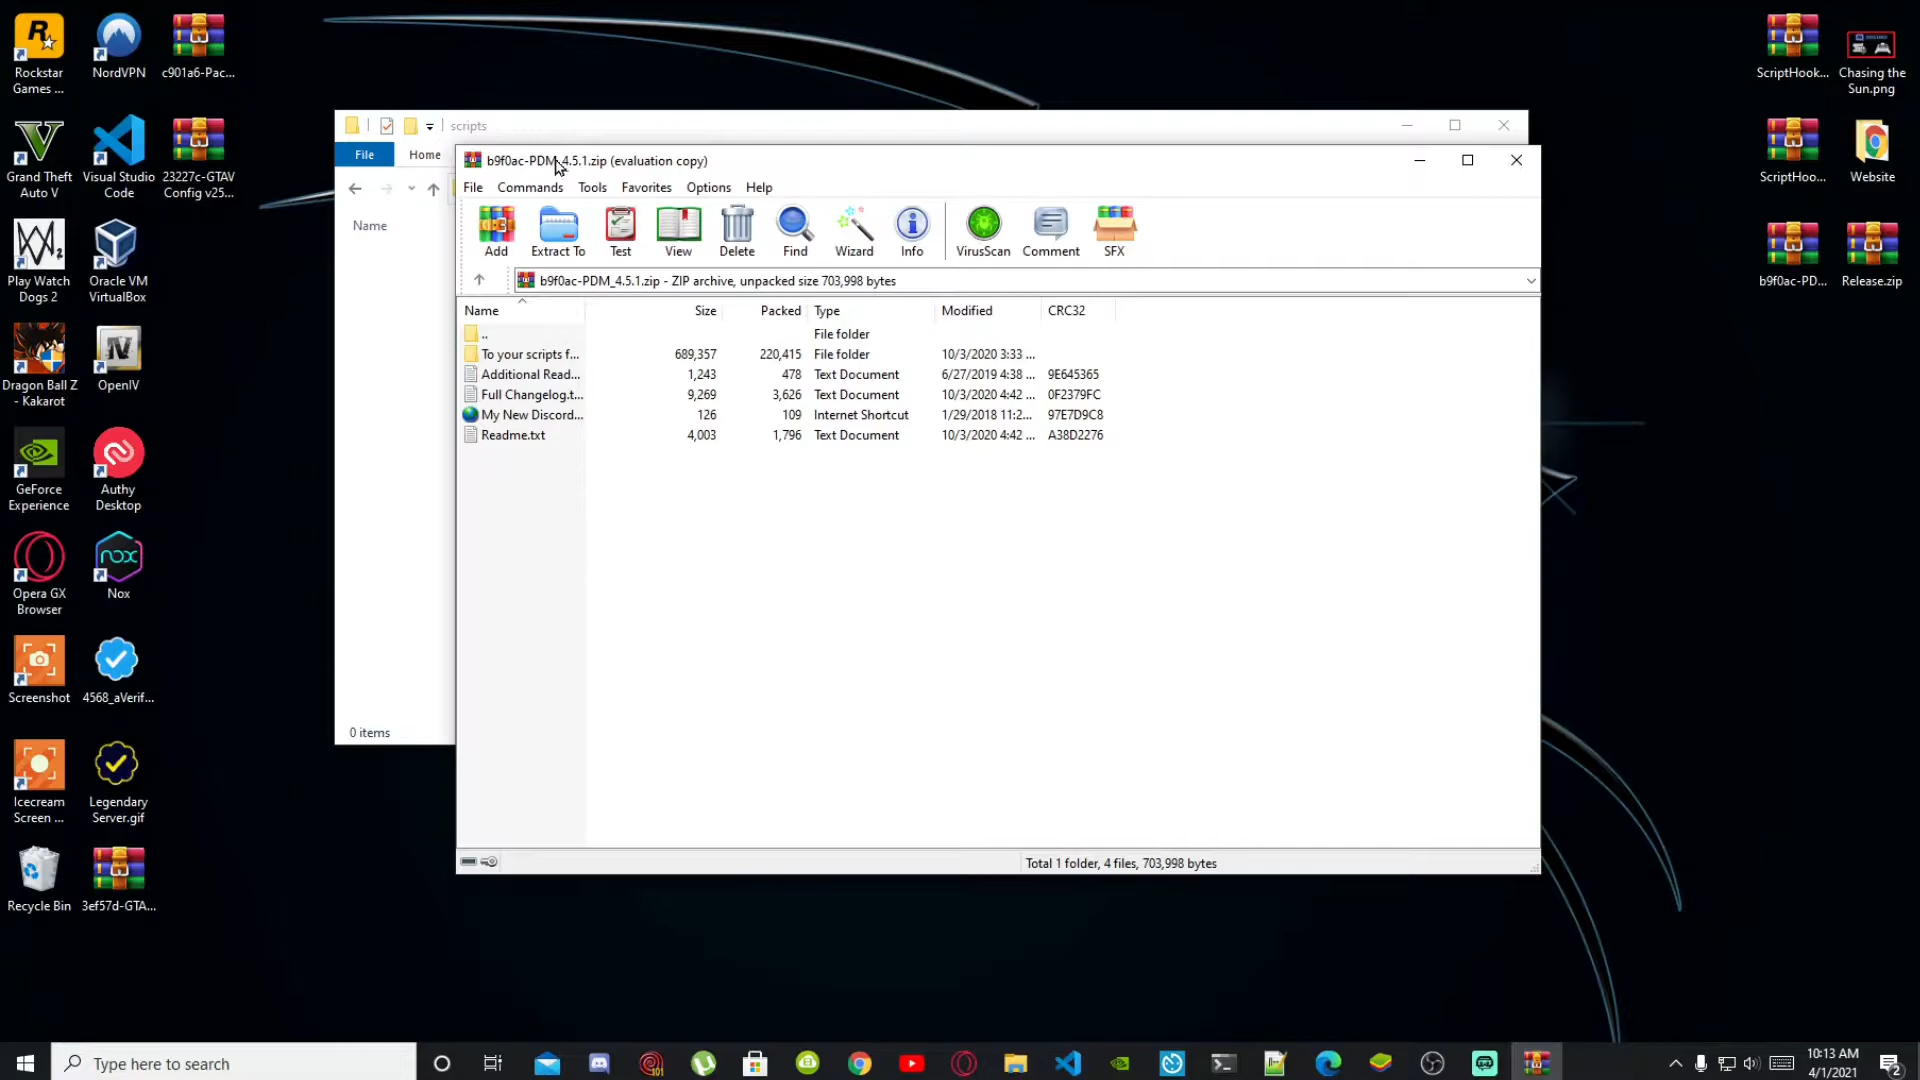 Rockstar
Games ...
NordVPN
c901a6-Pac...
Grand Theft
Auto V
Visual Studio
Code
23227c-GTAV
Config v25...
Play Watch
Dogs 2
Oracle VM
VirtualBox
Dragon Ball Z
- Kakarot
OpenIV
GeForce
Experience
Authy
Desktop
Opera GX
Browser
Nox
Screenshot
4568_aVerif...
Icecream
Screen ...
Legendary
Server.gif
Recycle Bin
3ef57d-GTA...
ScriptHook...
Chasing the
Sun.png
ScriptHoo...
Website
b9f0ac-PD...
Release.zip
scripts
File
Home
Name
0 items
b9f0ac-PDM_4.5.1.zip (evaluation copy)
File Commands Tools Favorites Options Help
Add Extract To Test View Delete Find Wizard Info VirusScan Comment SFX
b9f0ac-PDM_4.5.1.zip - ZIP archive, unpacked size 703,998 bytes
Name Size Packed Type Modified CRC32
.. File folder
To your scripts f... 689,357 220,415 File folder 10/3/2020 3:33 ...
Additional Read... 1,243 478 Text Document 6/27/2019 4:38 ... 9E645365
Full Changelog.t... 9,269 3,626 Text Document 10/3/2020 4:42 ... 0F2379FC
My New Discord... 126 109 Internet Shortcut 1/29/2018 11:2... 97E7D9C8
Readme.txt 4,003 1,796 Text Document 10/3/2020 4:42 ... A38D2276
Total 1 folder, 4 files, 703,998 bytes
Type here to search
10:13 AM
4/1/2021
2